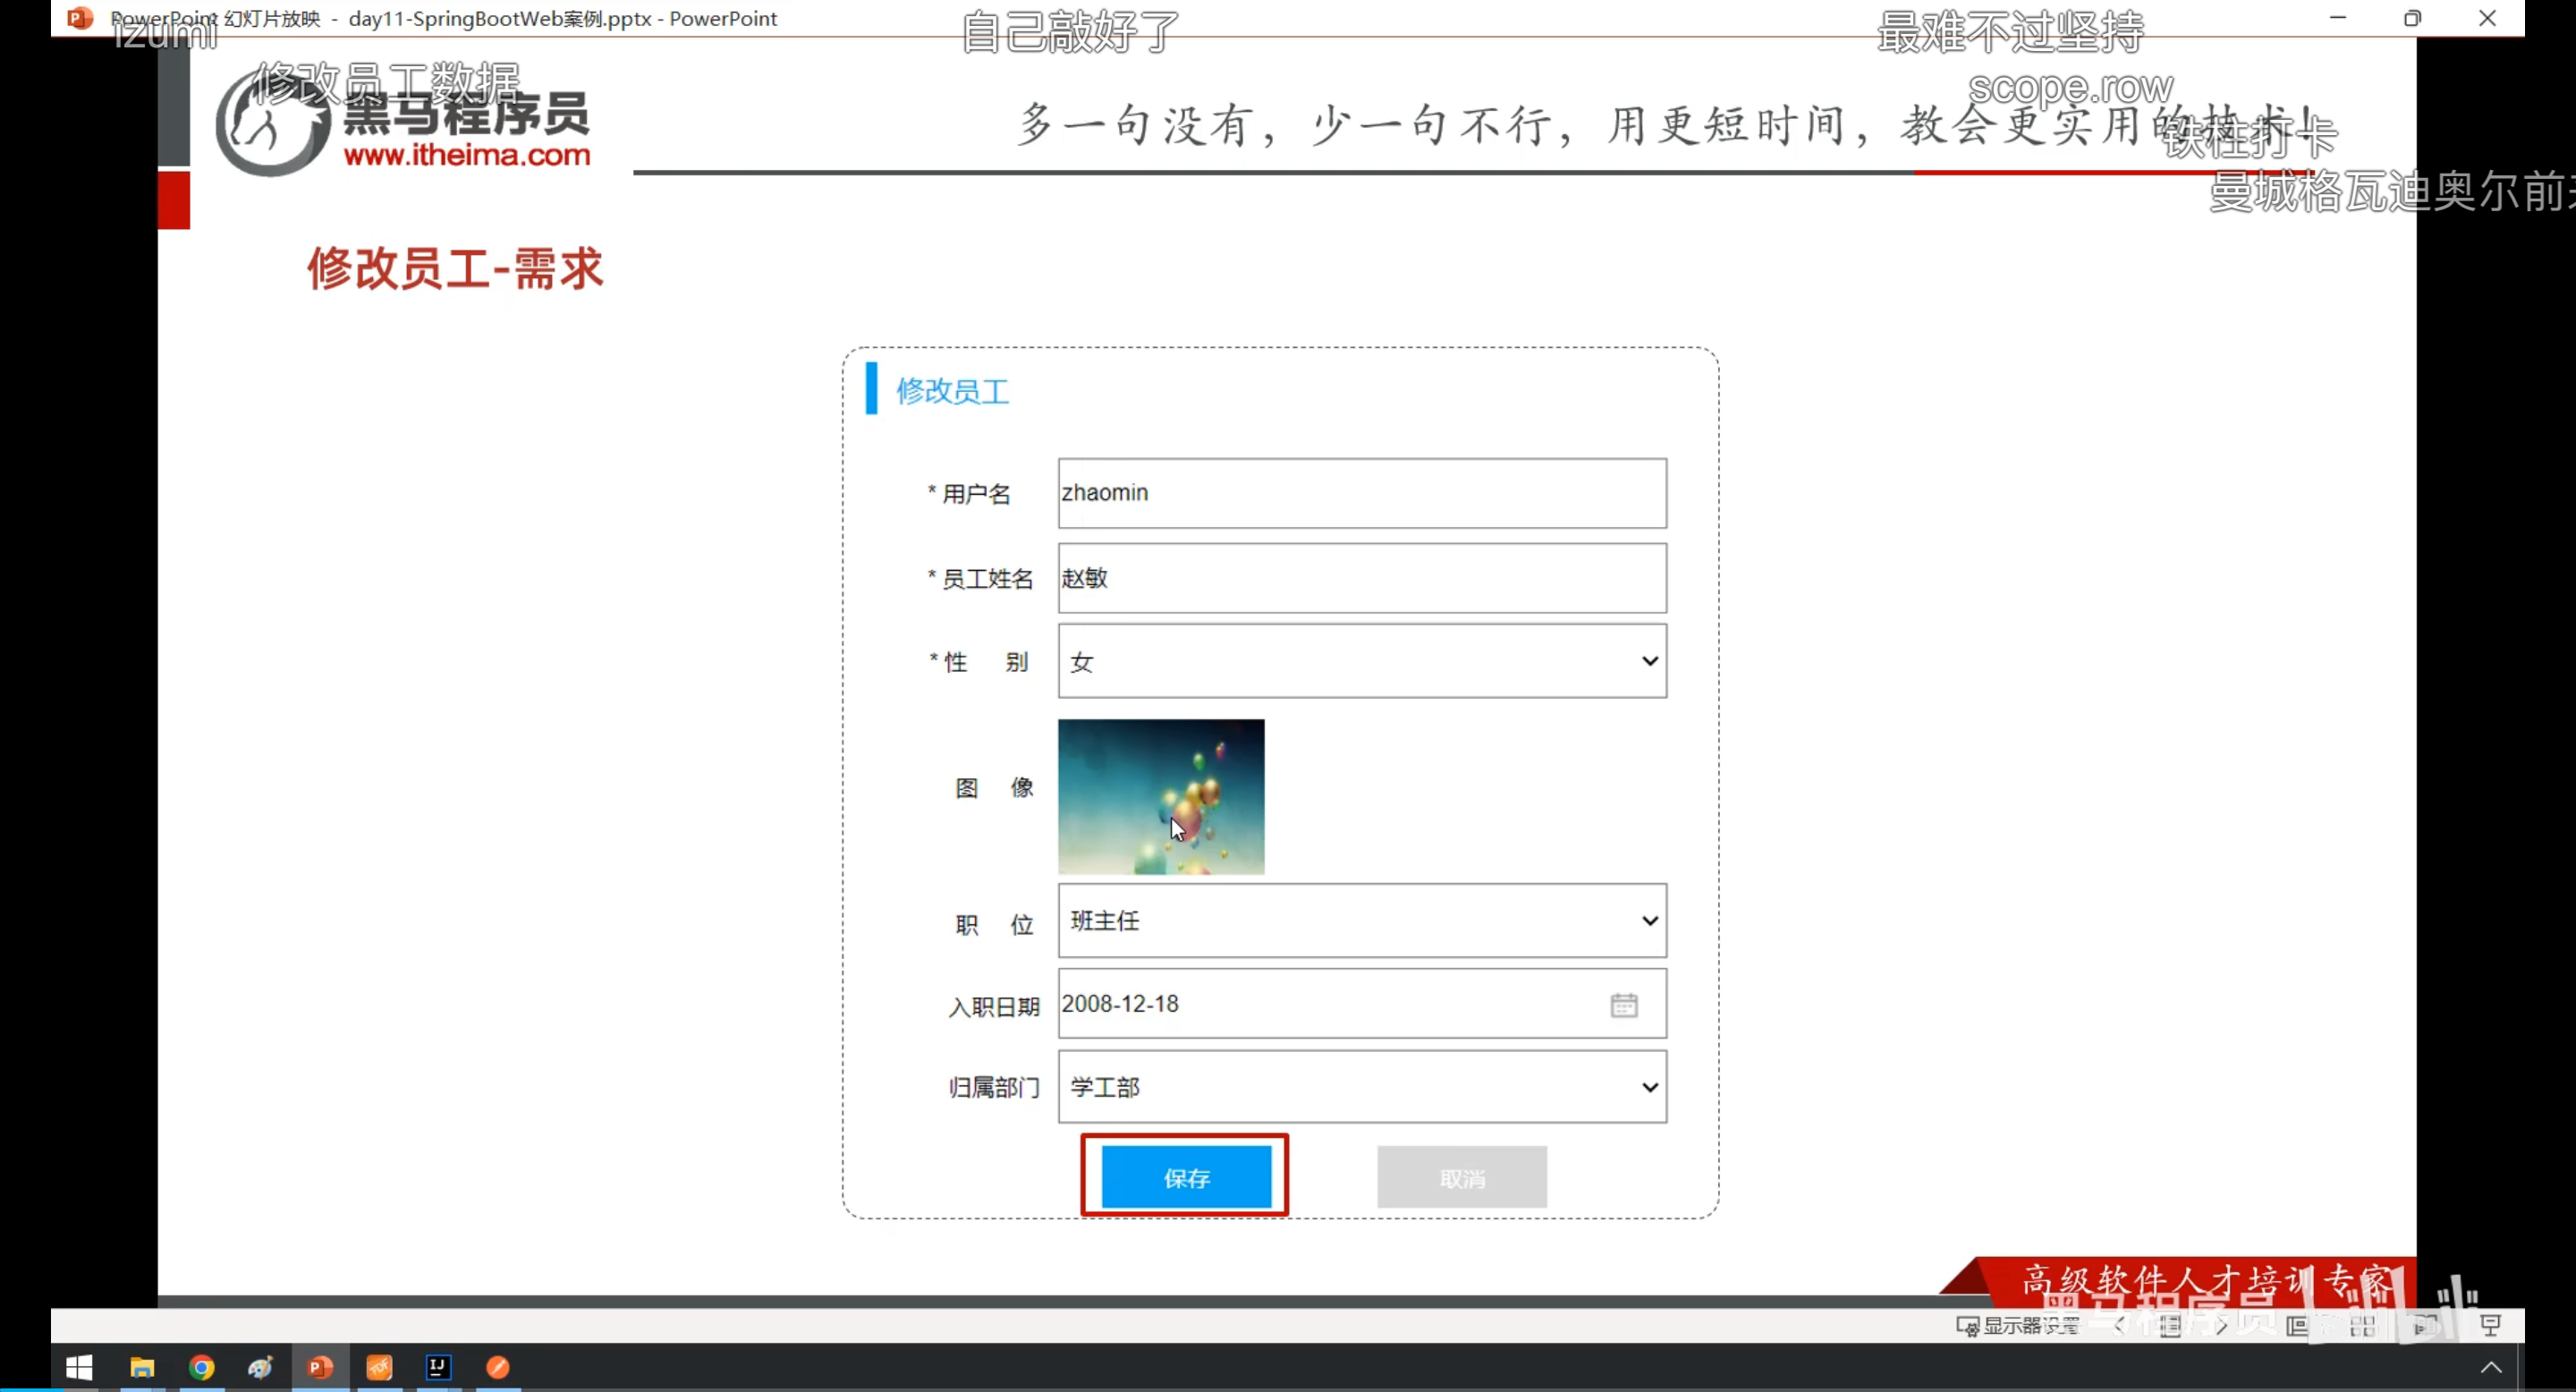 PowerPoint 幻灯片放映 - day11-SpringBootWeb案例.pptx - PowerPoint
izumi
自己敲好了
最难不过坚持
修改员工数据
scope.row
黑马程序员
www.itheima.com
多一句没有，少一句不行，用更短时间，教会更实用的技术！
铁柱打卡
曼城格瓦迪奥尔前
修改员工-需求
修改员工
* 用户名 zhaomin
* 员工姓名 赵敏
* 性 别 女
图 像
职 位 班主任
入职日期 2008-12-18
归属部门 学工部
保存 取消
高级软件人才培训专家
黑马程序员
显示器设置